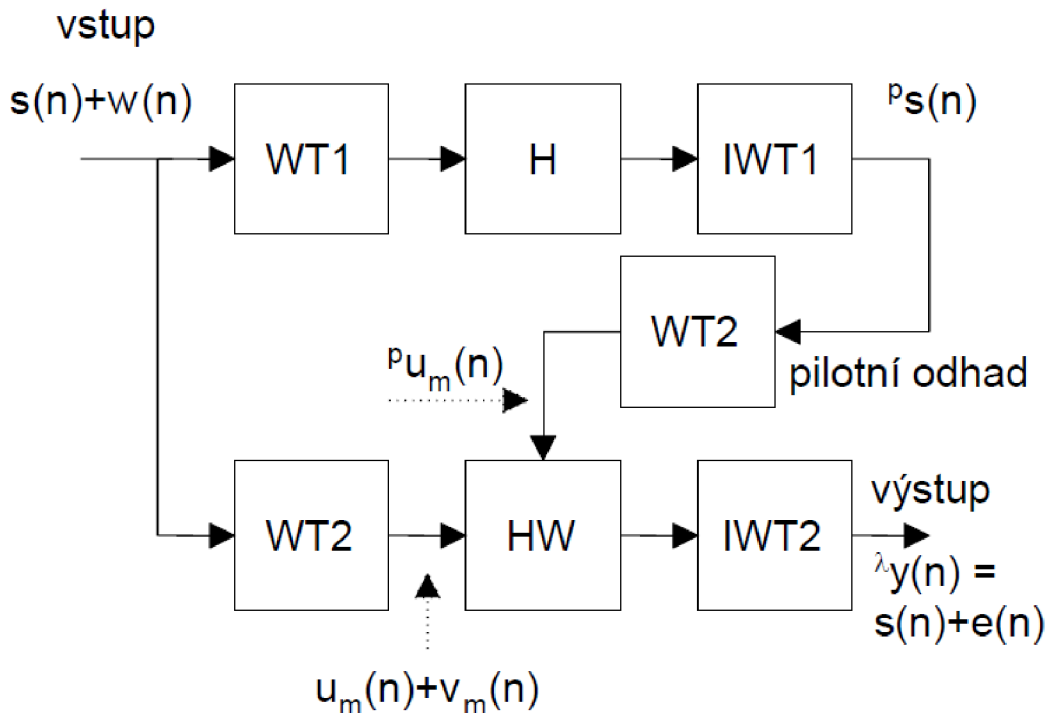 vstup
s(n)+w(n)
WT1
H
IWT1
ᵖs(n)
WT2
pilotní odhad
ᵖuₘ(n)
WT2
HW
IWT2
výstup
^λy(n) =
s(n)+e(n)
uₘ(n)+vₘ(n)